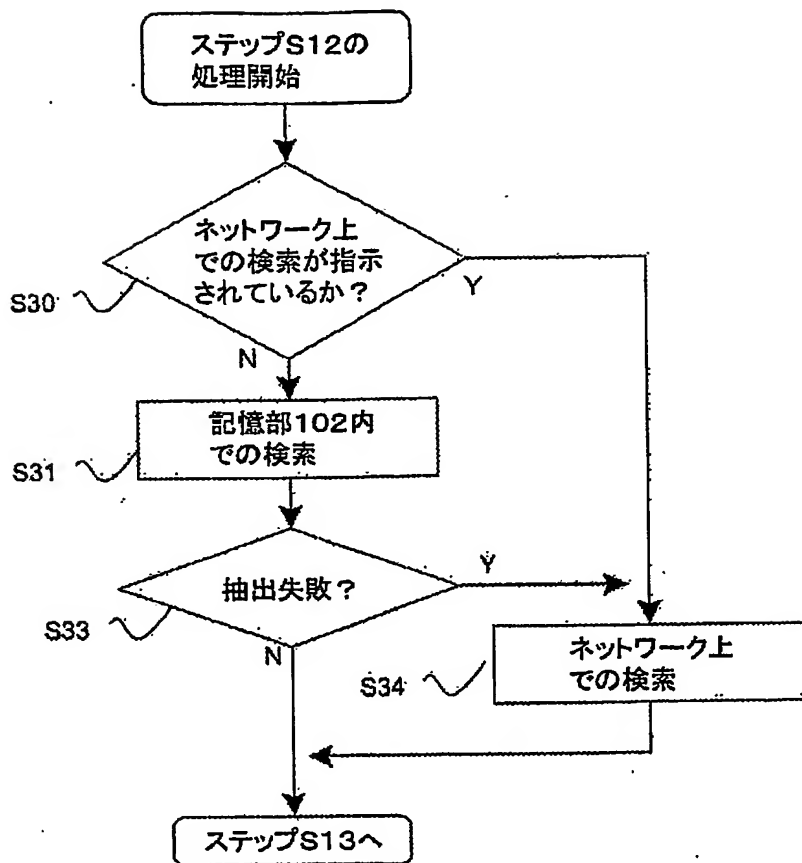 ステップS12の
処理開始
ネットワーク上
での検索が指示
されているか？
S30
Y
N
記憶部102内
での検索
S31
抽出失敗？
Y
S33
N
ネットワーク上
での検索
S34
ステップS13へ